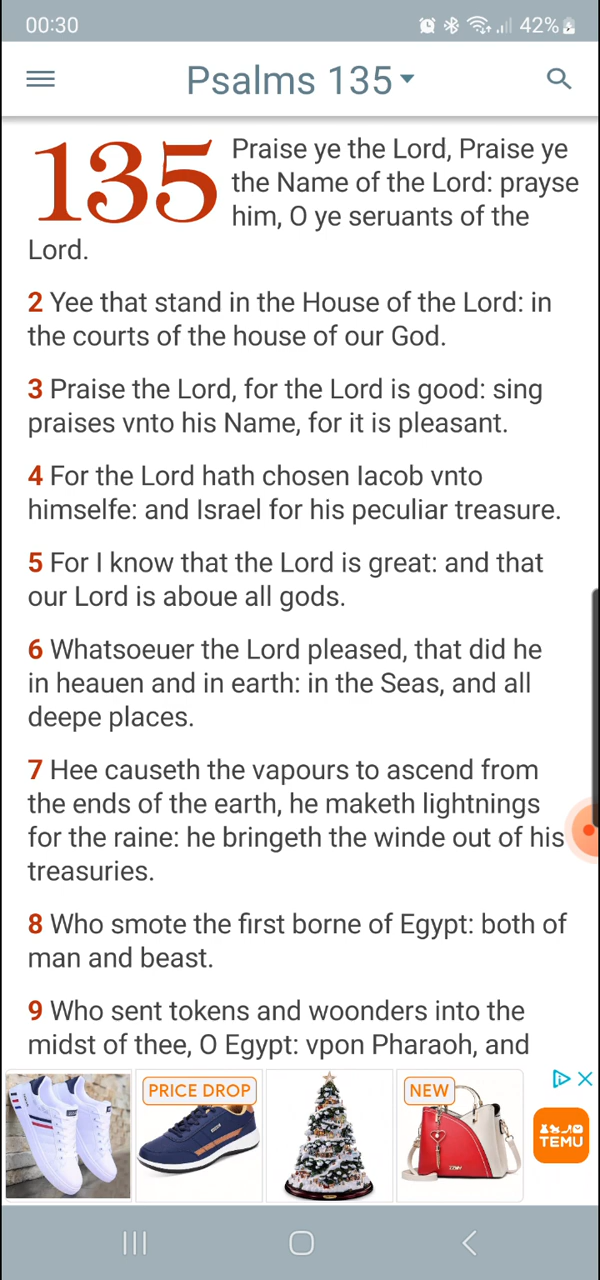 00:30
42%
Psalms 135
135 Praise ye the Lord, Praise ye
the Name of the Lord: prayse
him, O ye seruants of the
Lord.
2 Yee that stand in the House of the Lord: in
the courts of the house of our God.
3 Praise the Lord, for the Lord is good: sing
praises vnto his Name, for it is pleasant.
4 For the Lord hath chosen Iacob vnto
himselfe: and Israel for his peculiar treasure.
5 For I know that the Lord is great: and that
our Lord is aboue all gods.
6 Whatsoeuer the Lord pleased, that did he
in heauen and in earth: in the Seas, and all
deepe places.
7 Hee causeth the vapours to ascend from
the ends of the earth, he maketh lightnings
for the raine: he bringeth the winde out of his
treasuries.
8 Who smote the first borne of Egypt: both of
man and beast.
9 Who sent tokens and woonders into the
midst of thee, O Egypt: vpon Pharaoh, and
PRICE DROP
NEW
TEMU